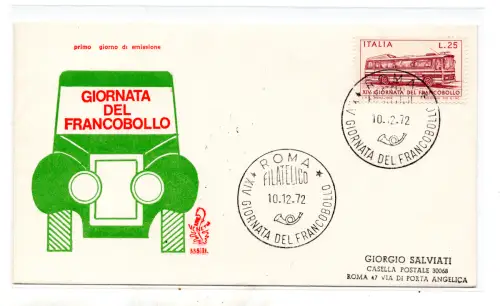 primo giorno di emissione
GIORNATA
DEL
FRANCOBOLLO
ITALIA L.25
XIV GIORNATA DEL FRANCOBOLLO
10.12.72
XIV GIORNATA DEL FRANCOBOLLO
ROMA
FILATELICO
10.12.72
XIV GIORNATA DEL FRANCOBOLLO
VENETIA
GIORGIO SALVIATI
CASELLA POSTALE 30068
ROMA 47 VIA DI PORTA ANGELICA